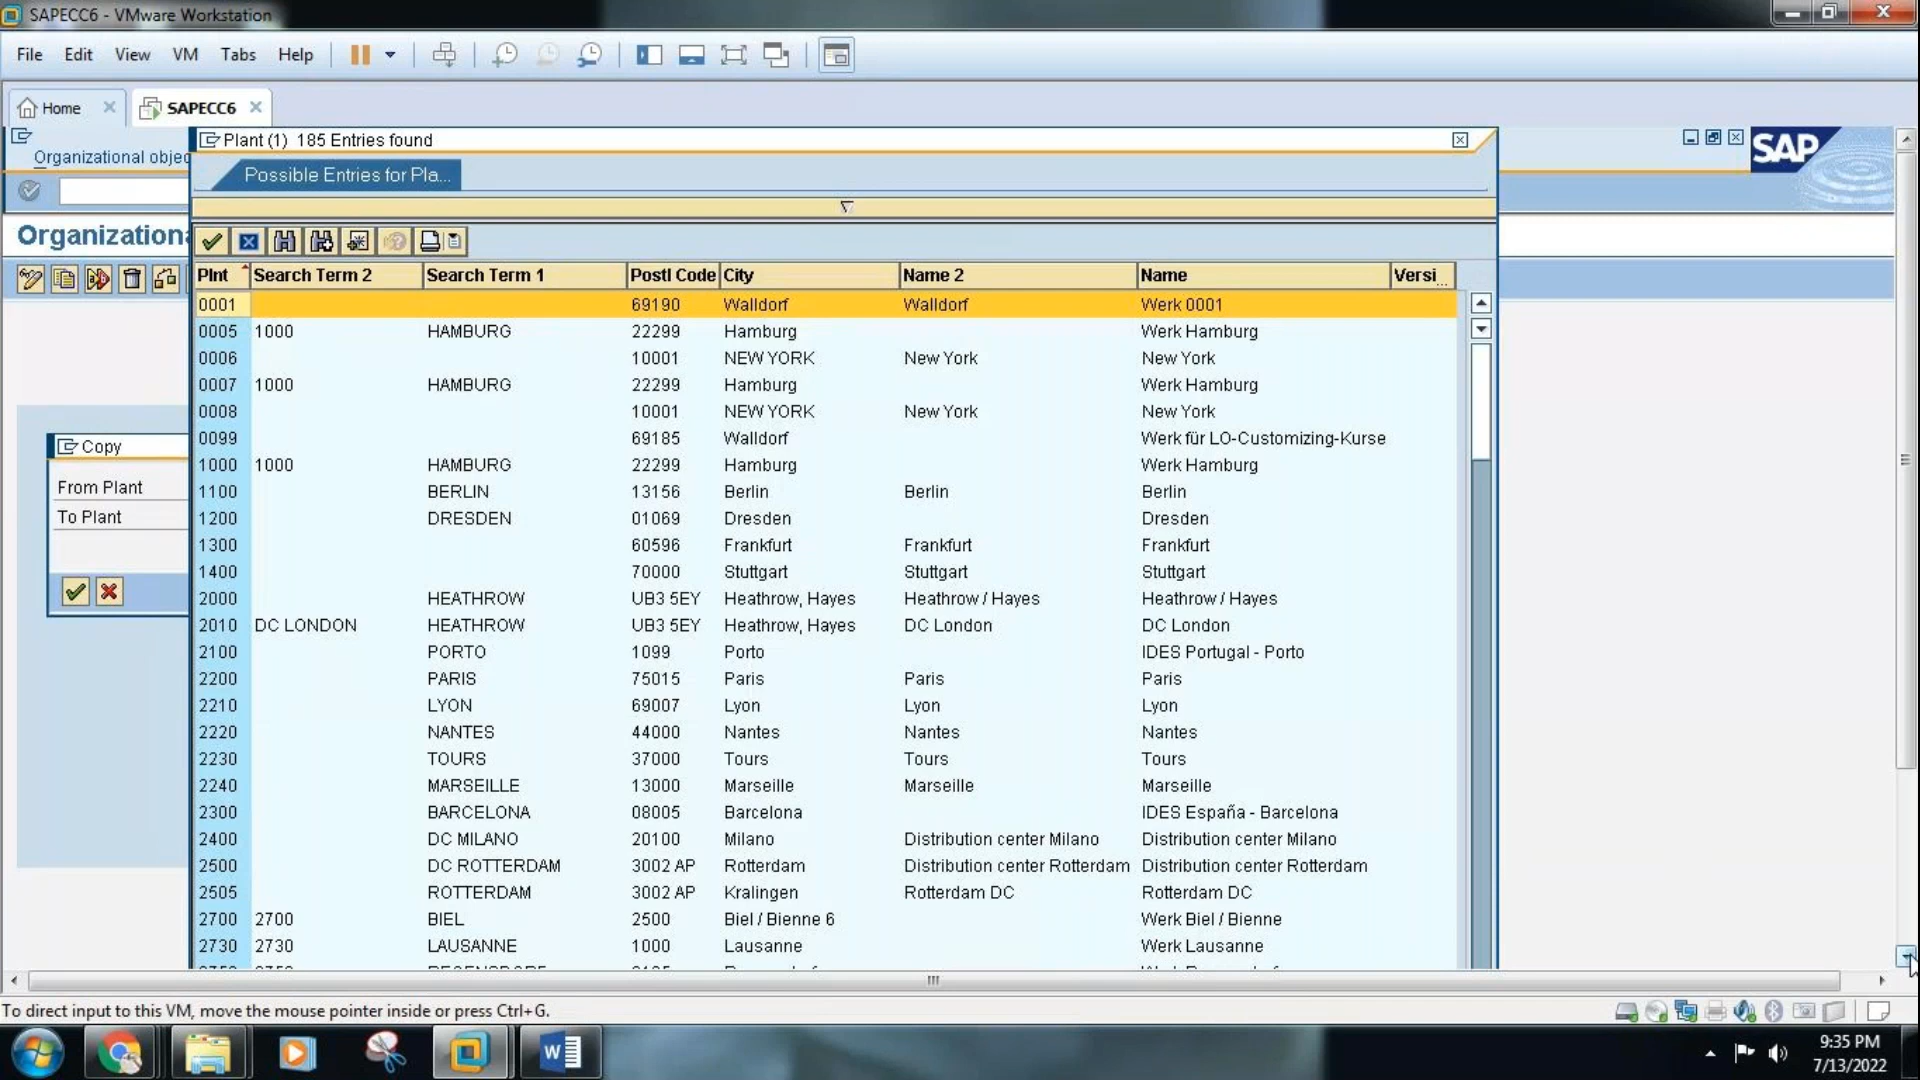 SAPECC6 - VMware Workstation
File Edit View VM Tabs Help
Home SAPECC6
Plant (1) 185 Entries found
Organizational objec
SAP
Possible Entries for Pla...
Organizationa
Plnt Search Term 2 Search Term 1 Postl Code City Name 2 Name Versi...
0001 69190 Walldorf Walldorf Werk 0001
0005 1000 HAMBURG 22299 Hamburg Werk Hamburg
0006 10001 NEW YORK New York New York
0007 1000 HAMBURG 22299 Hamburg Werk Hamburg
0008 10001 NEW YORK New York New York
0099 69185 Walldorf Werk für LO-Customizing-Kurse
1000 1000 HAMBURG 22299 Hamburg Werk Hamburg
1100 BERLIN 13156 Berlin Berlin Berlin
1200 DRESDEN 01069 Dresden Dresden
1300 60596 Frankfurt Frankfurt Frankfurt
1400 70000 Stuttgart Stuttgart Stuttgart
2000 HEATHROW UB3 5EY Heathrow, Hayes Heathrow / Hayes Heathrow / Hayes
2010 DC LONDON HEATHROW UB3 5EY Heathrow, Hayes DC London DC London
2100 PORTO 1099 Porto IDES Portugal - Porto
2200 PARIS 75015 Paris Paris Paris
2210 LYON 69007 Lyon Lyon Lyon
2220 NANTES 44000 Nantes Nantes Nantes
2230 TOURS 37000 Tours Tours Tours
2240 MARSEILLE 13000 Marseille Marseille Marseille
2300 BARCELONA 08005 Barcelona IDES España - Barcelona
2400 DC MILANO 20100 Milano Distribution center Milano Distribution center Milano
2500 DC ROTTERDAM 3002 AP Rotterdam Distribution center Rotterdam Distribution center Rotterdam
2505 ROTTERDAM 3002 AP Kralingen Rotterdam DC Rotterdam DC
2700 2700 BIEL 2500 Biel / Bienne 6 Werk Biel / Bienne
2730 2730 LAUSANNE 1000 Lausanne Werk Lausanne
Copy
From Plant
To Plant
To direct input to this VM, move the mouse pointer inside or press Ctrl+G.
9:35 PM
7/13/2022